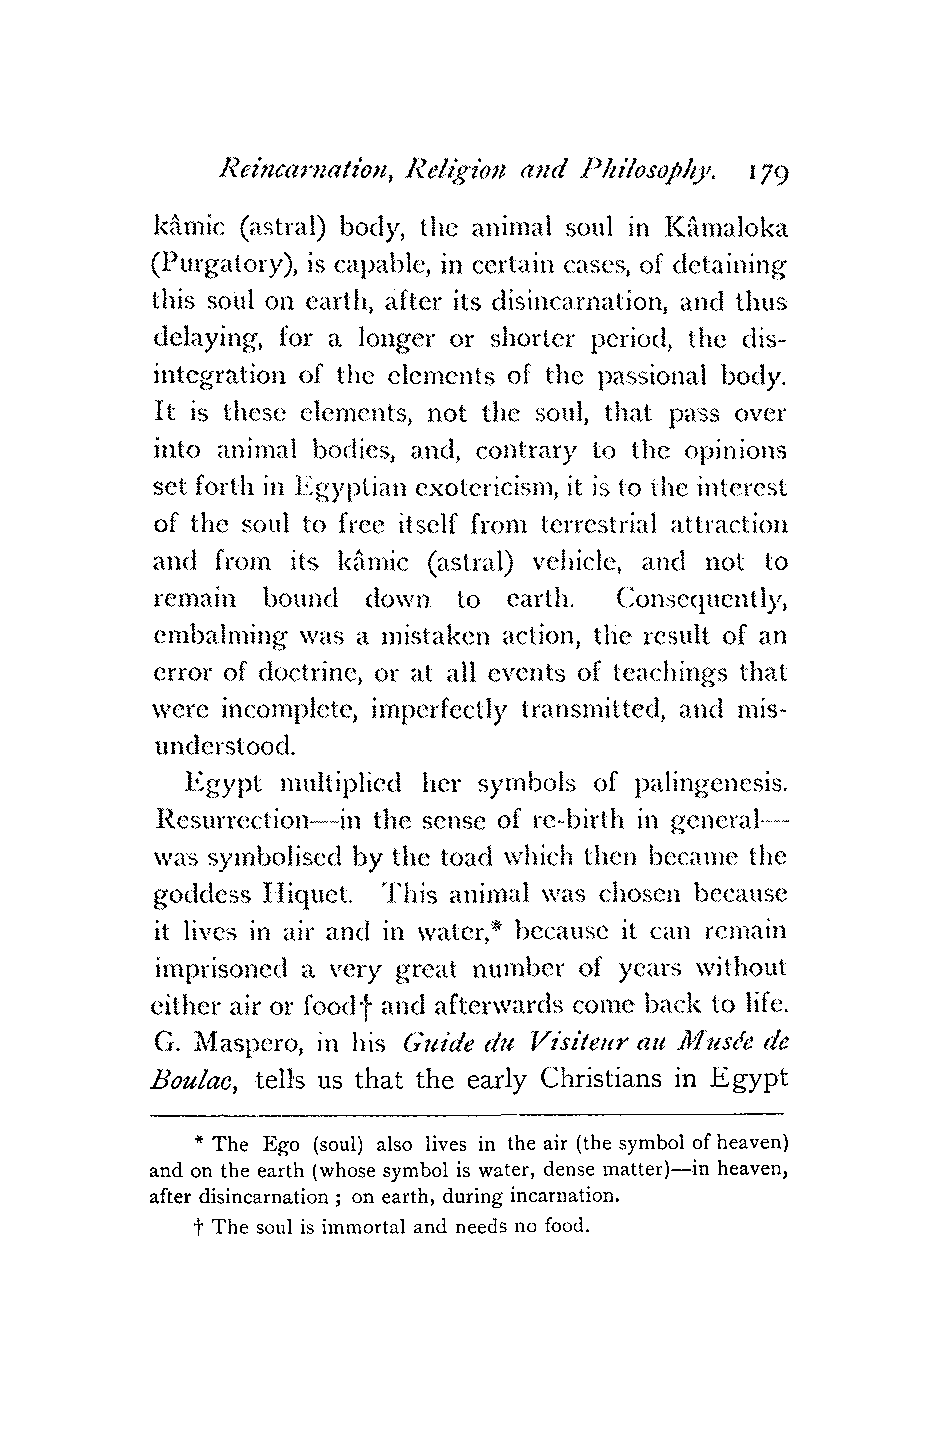 Reincarnation, Religion and Philosophy. 179
kâmic (astral) body, the animal soul in Kâmaloka
(Purgatory), is capable, in certain cases, of detaining
this soul on earth, after its disincarnation, and thus
delaying, for a longer or shorter period, the dis-
integration of the elements of the passional body.
It is these elements, not the soul, that pass over
into animal bodies, and, contrary to the opinions
set forth in Egyptian exotericism, it is to the interest
of the soul to free itself from terrestrial attraction
and from its kâmic (astral) vehicle, and not to
remain bound down to earth. Consequently,
embalming was a mistaken action, the result of an
error of doctrine, or at all events of teachings that
were incomplete, imperfectly transmitted, and mis-
understood.
Egypt multiplied her symbols of palingenesis.
Resurrection—in the sense of re-birth in general—
was symbolised by the toad which then became the
goddess Hiquet. This animal was chosen because
it lives in air and in water,* because it can remain
imprisoned a very great number of years without
either air or food† and afterwards come back to life.
G. Maspero, in his Guide du Visiteur au Musée de
Boulac, tells us that the early Christians in Egypt
* The Ego (soul) also lives in the air (the symbol of heaven)
and on the earth (whose symbol is water, dense matter)—in heaven,
after disincarnation ; on earth, during incarnation.
† The soul is immortal and needs no food.